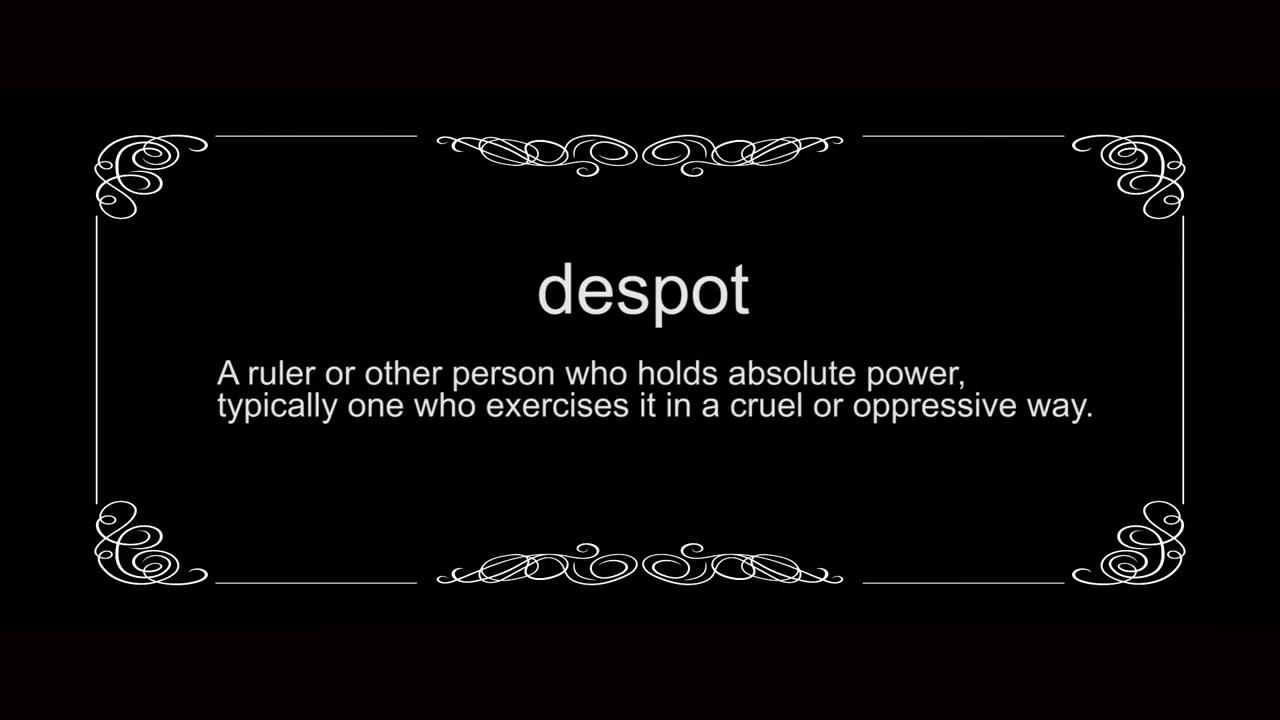 despot
A ruler or other person who holds absolute power,
typically one who exercises it in a cruel or oppressive way.